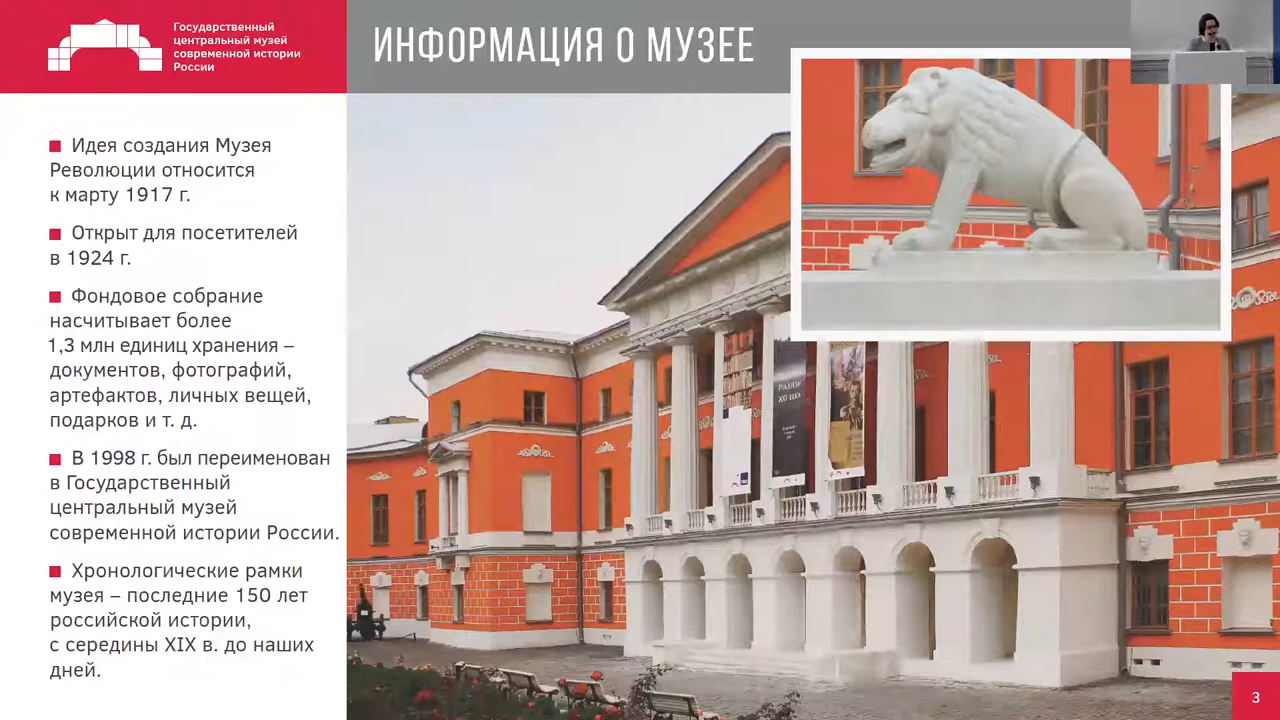 Государственный
центральный музей
современной истории
России
ИНФОРМАЦИЯ О МУЗЕЕ
Идея создания Музея
Революции относится
к марту 1917 г.
Открыт для посетителей
в 1924 г.
Фондовое собрание
насчитывает более
1,3 млн единиц хранения –
документов, фотографий,
артефактов, личных вещей,
подарков и т. д.
В 1998 г. был переименован
в Государственный
центральный музей
современной истории России.
Хронологические рамки
музея – последние 150 лет
российской истории,
с середины XIX в. до наших
дней.
3